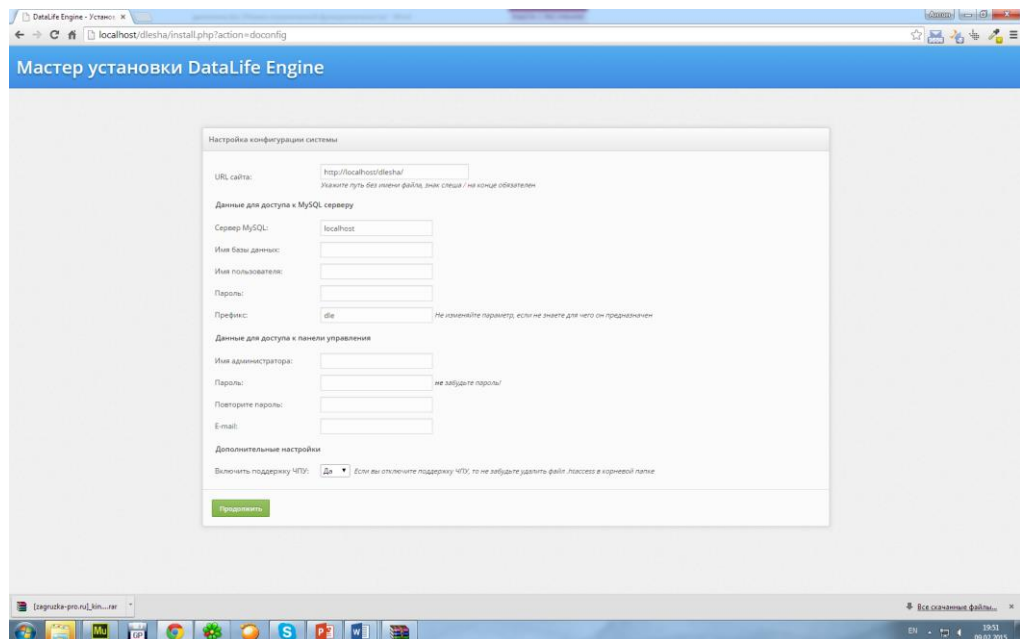 DataLife Engine - Установ
localhost/dlesha/install.php?action=doconfig
Мастер установки DataLife Engine
Настройка конфигурации системы
URL сайта: http://localhost/dlesha/
Укажите путь без имени файла, знак слеша / на конце обязателен
Данные для доступа к MySQL серверу
Сервер MySQL: localhost
Имя базы данных:
Имя пользователя:
Пароль:
Префикс: dle Не изменяйте параметр, если не знаете для чего он предназначен
Данные для доступа к панели управления
Имя администратора:
Пароль: не забудьте пароль!
Повторите пароль:
E-mail:
Дополнительные настройки
Включить поддержку ЧПУ: Да Если вы отключите поддержку ЧПУ, то не забудьте удалить файл .htaccess в корневой папке
Продолжить
[zagruzka-pro.ru]_kin....rar
Все скачанные файлы...
Mu GP
EN 19:51
09.02.2015